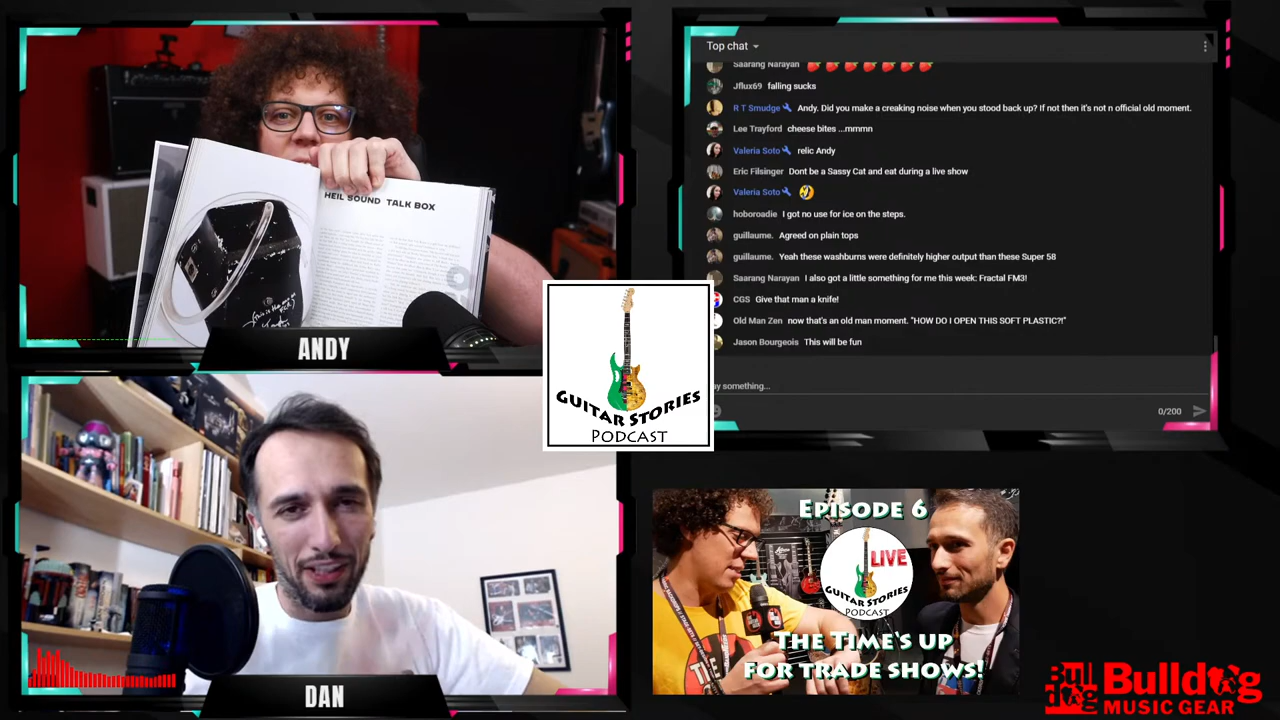 HEIL SOUND TALK BOX
ANDY
DAN
Top chat
Saarang Narayan
Jflux69 falling sucks
R T Smudge Andy. Did you make a creaking noise when you stood back up? If not then it's not n official old moment.
Lee Trayford cheese bites ...mmmn
Valeria Soto relic Andy
Eric Filsinger Dont be a Sassy Cat and eat during a live show
Valeria Soto
hoboroadie I got no use for ice on the steps.
guillaume. Agreed on plain tops
guillaume. Yeah these washburns were definitely higher output than these Super 58
Saarang Narayan I also got a little something for me this week: Fractal FM3!
CGS Give that man a knife!
Old Man Zen now that's an old man moment. "HOW DO I OPEN THIS SOFT PLASTIC?!"
Jason Bourgeois This will be fun
ay something...
0/200
GUITAR STORIES
PODCAST
EPISODE 6
LIVE
GUITAR STORIES
PODCAST
THE TIME'S UP
FOR TRADE SHOWS!
Bulldog
MUSIC GEAR